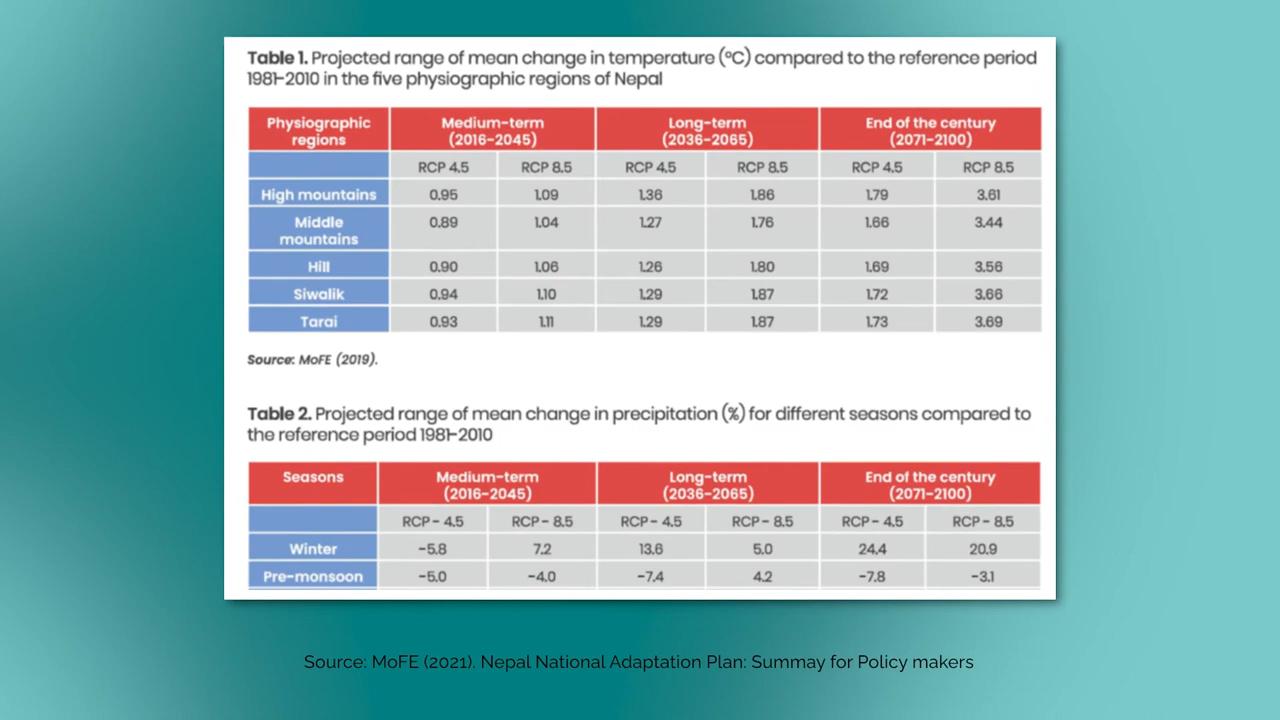 Table 1. Projected range of mean change in temperature (°C) compared to the reference period
1981-2010 in the five physiographic regions of Nepal
Physiographic regions Medium-term (2016-2045) Long-term (2036-2065) End of the century (2071-2100)
RCP 4.5 RCP 8.5 RCP 4.5 RCP 8.5 RCP 4.5 RCP 8.5
High mountains 0.95 1.09 1.36 1.86 1.79 3.61
Middle mountains 0.89 1.04 1.27 1.76 1.66 3.44
Hill 0.90 1.06 1.26 1.80 1.69 3.56
Siwalik 0.94 1.10 1.29 1.87 1.72 3.66
Tarai 0.93 1.11 1.29 1.87 1.73 3.69
Source: MoFE (2019).
Table 2. Projected range of mean change in precipitation (%) for different seasons compared to
the reference period 1981-2010
Seasons Medium-term (2016-2045) Long-term (2036-2065) End of the century (2071-2100)
RCP - 4.5 RCP - 8.5 RCP - 4.5 RCP - 8.5 RCP - 4.5 RCP - 8.5
Winter -5.8 7.2 13.6 5.0 24.4 20.9
Pre-monsoon -5.0 -4.0 -7.4 4.2 -7.8 -3.1
Source: MoFE (2021). Nepal National Adaptation Plan: Summay for Policy makers